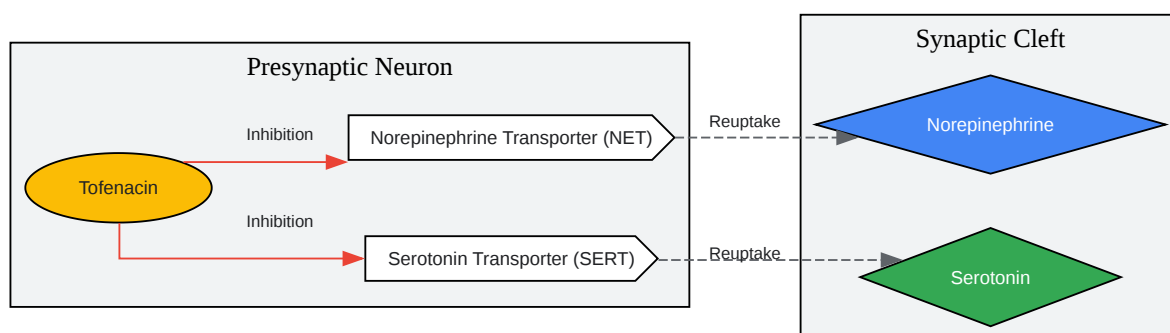 Synaptic Cleft
Presynaptic Neuron
Norepinephrine
Reuptake
Inhibition
Norepinephrine Transporter (NET)
Tofenacin
Inhibition
Reuptake
Serotonin Transporter (SERT)
Serotonin